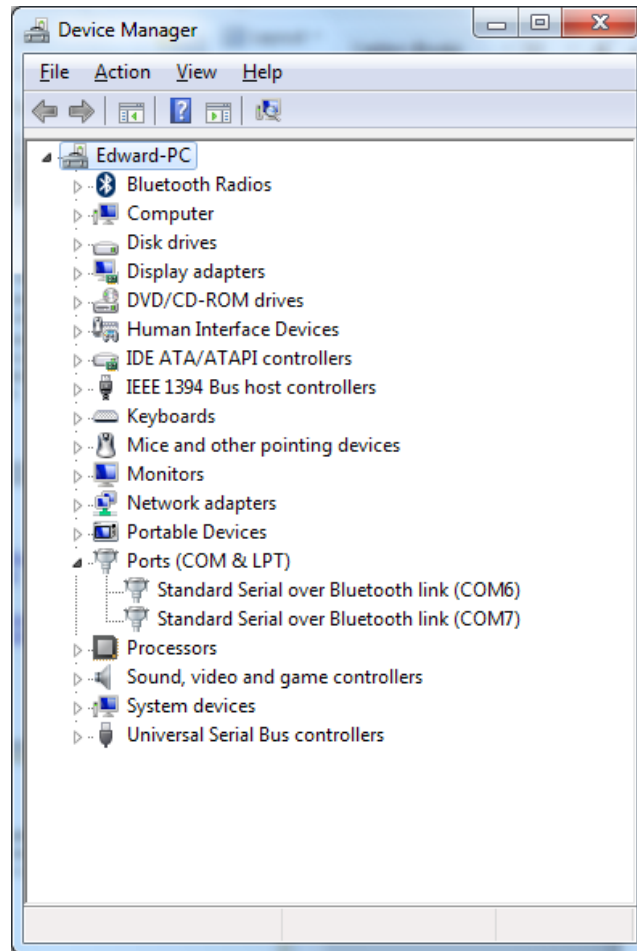 Device Manager
File Action View Help
Edward-PC
Bluetooth Radios
Computer
Disk drives
Display adapters
DVD/CD-ROM drives
Human Interface Devices
IDE ATA/ATAPI controllers
IEEE 1394 Bus host controllers
Keyboards
Mice and other pointing devices
Monitors
Network adapters
Portable Devices
Ports (COM & LPT)
Standard Serial over Bluetooth link (COM6)
Standard Serial over Bluetooth link (COM7)
Processors
Sound, video and game controllers
System devices
Universal Serial Bus controllers